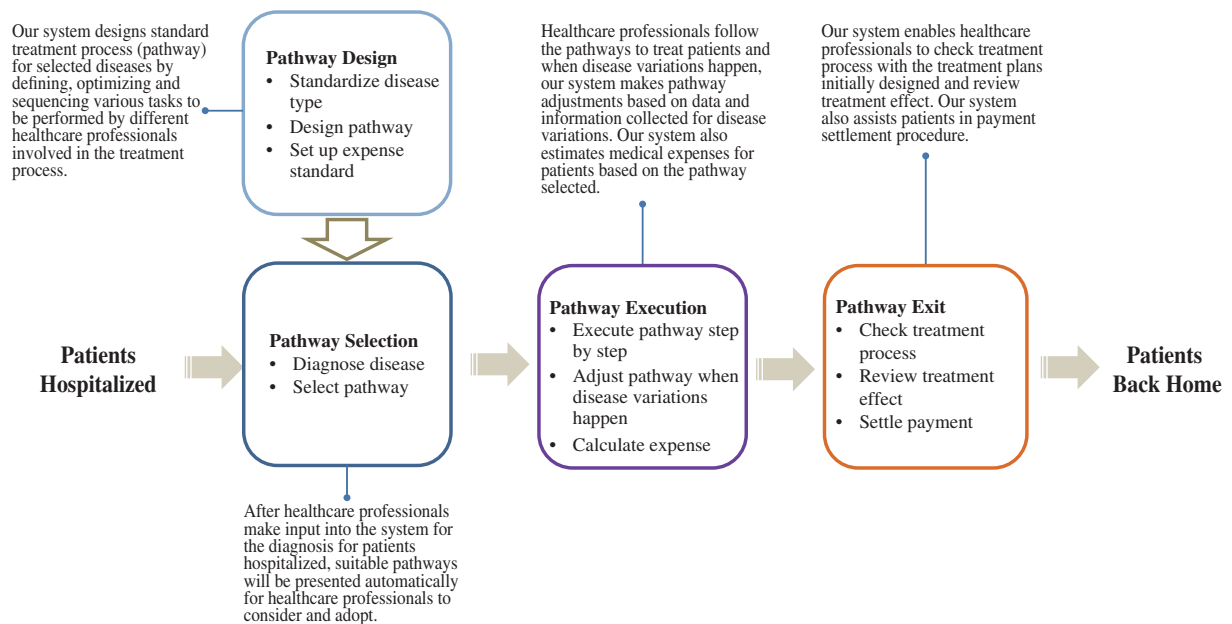 Our system designs standard
treatment process (pathway)
for selected diseases by
defining, optimizing and
sequencing various tasks to
be performed by different
healthcare professionals
involved in the treatment
process.
Pathway Design
• Standardize disease
type
• Design pathway
• Set up expense
standard
Healthcare professionals follow
the pathways to treat patients and
when disease variations happen,
our system makes pathway
adjustments based on data and
information collected for disease
variations. Our system also
estimates medical expenses for
patients based on the pathway
selected.
Our system enables healthcare
professionals to check treatment
process with the treatment plans
initially designed and review
treatment effect. Our system
also assists patients in payment
settlement procedure.
Patients
Hospitalized
Pathway Selection
• Diagnose disease
• Select pathway
Pathway Execution
• Execute pathway step
by step
• Adjust pathway when
disease variations
happen
• Calculate expense
Pathway Exit
• Check treatment
process
• Review treatment
effect
• Settle payment
Patients
Back Home
After healthcare professionals
make input into the system for
the diagnosis for patients
hospitalized, suitable pathways
will be presented automatically
for healthcare professionals to
consider and adopt.